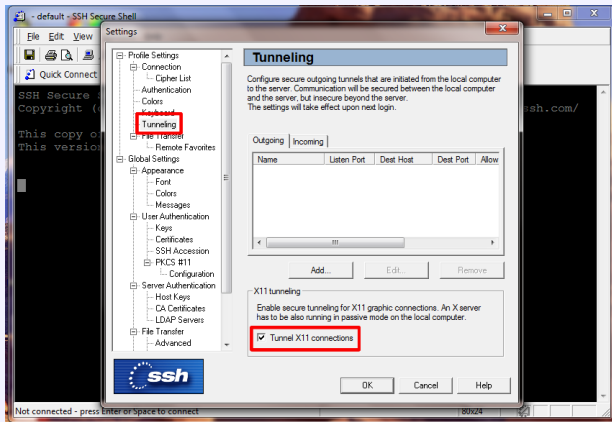 - default - SSH Secure Shell
File Edit View
Quick Connect
SSH Secure S
Copyright (
ssh.com/
This copy o
This version
Not connected - press Enter or Space to connect
80x24
Settings
Profile Settings
Connection
Cipher List
Authentication
Colors
Keyboard
Tunneling
File Transfer
Remote Favorites
Global Settings
Appearance
Font
Colors
Messages
User Authentication
Keys
Certificates
SSH Accession
PKCS #11
Configuration
Server Authentication
Host Keys
CA Certificates
LDAP Servers
File Transfer
Advanced
ssh
Tunneling
Configure secure outgoing tunnels that are initiated from the local computer
to the server. Communication will be secured between the local computer
and the server, but insecure beyond the server.
The settings will take effect upon next login.
Outgoing Incoming
Name Listen Port Dest Host Dest Port Allow
Add... Edit... Remove
X11 tunneling
Enable secure tunneling for X11 graphic connections. An X server
has to be also running in passive mode on the local computer.
Tunnel X11 connections
OK Cancel Help